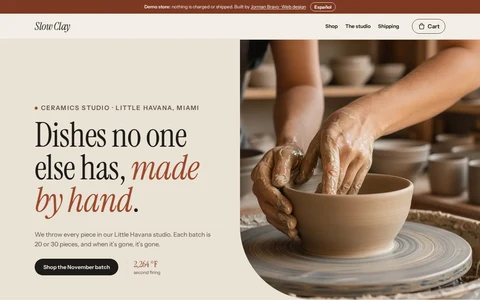 Demo store: nothing is charged or shipped. Built by Jorman Bravo · Web design
Español
Slow Clay
Shop
The studio
Shipping
Cart
CERAMICS STUDIO · LITTLE HAVANA, MIAMI
Dishes no one
else has, made
by hand.
We throw every piece in our Little Havana studio. Each batch is
20 or 30 pieces, and when it's gone, it's gone.
Shop the November batch
2,264 °F
second firing